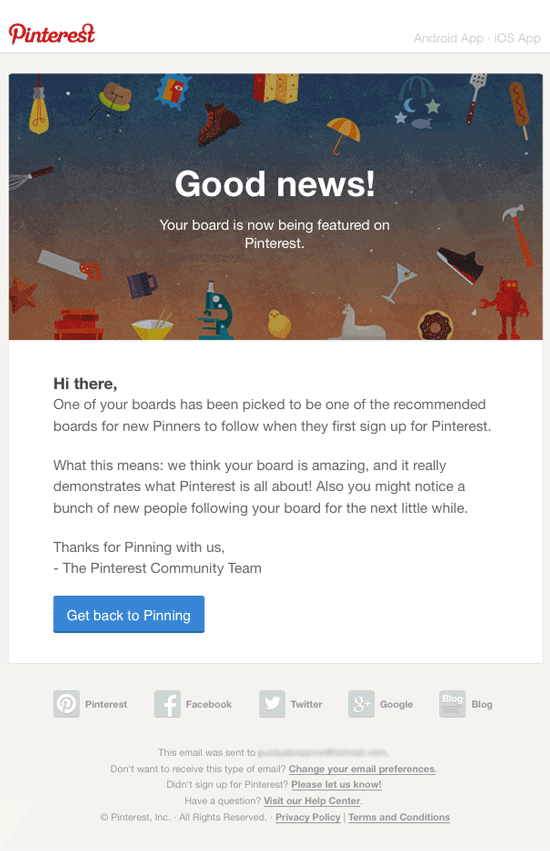 Pinterest
Android App · iOS App
Good news!
Your board is now being featured on
Pinterest.
Hi there,
One of your boards has been picked to be one of the recommended
boards for new Pinners to follow when they first sign up for Pinterest.
What this means: we think your board is amazing, and it really
demonstrates what Pinterest is all about! Also you might notice a
bunch of new people following your board for the next little while.
Thanks for Pinning with us,
- The Pinterest Community Team
Get back to Pinning
Pinterest Facebook Twitter g+ Google Blog Blog
This email was sent to
Don't want to receive this type of email? Change your email preferences.
Didn't sign up for Pinterest? Please let us know!
Have a question? Visit our Help Center.
© Pinterest, Inc. · All Rights Reserved. · Privacy Policy | Terms and Conditions